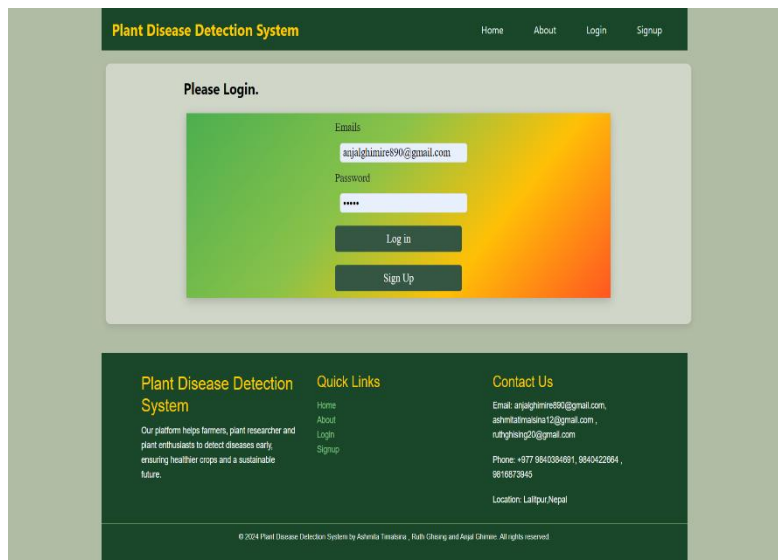 Plant Disease Detection System
Home About Login Signup
Please Login.
Emails
anjalghimire890@gmail.com
Password
•••••
Log in
Sign Up
Plant Disease Detection
System
Our platform helps farmers, plant researcher and
plant enthusiasts to detect diseases early,
ensuring healthier crops and a sustainable
future.
Quick Links
Home
About
Login
Signup
Contact Us
Email: anjalghimire890@gmail.com,
ashmitatimalsina12@gmail.com ,
ruthghising20@gmail.com
Phone: +977 9840384691, 9840422664 ,
9816873945
Location: Lalitpur,Nepal
© 2024 Plant Disease Detection System by Ashmita Timalsina , Ruth Ghising and Anjal Ghimire. All rights reserved.